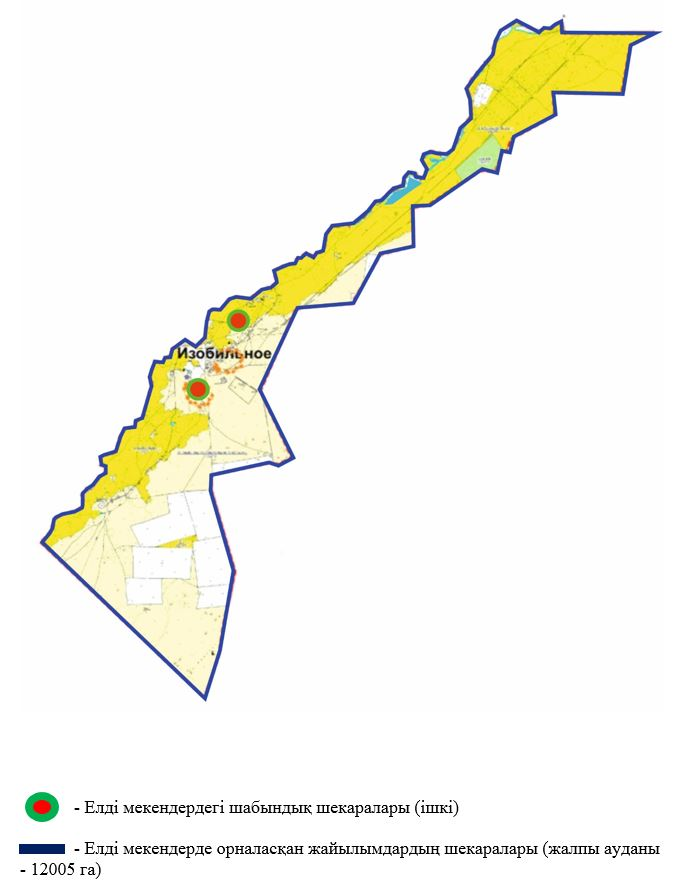 Изобильное
- Елді мекендердегі шабындық шекаралары (ішкі)
- Елді мекендерде орналасқан жайылымдардың шекаралары (жалпы ауданы
- 12005 га)